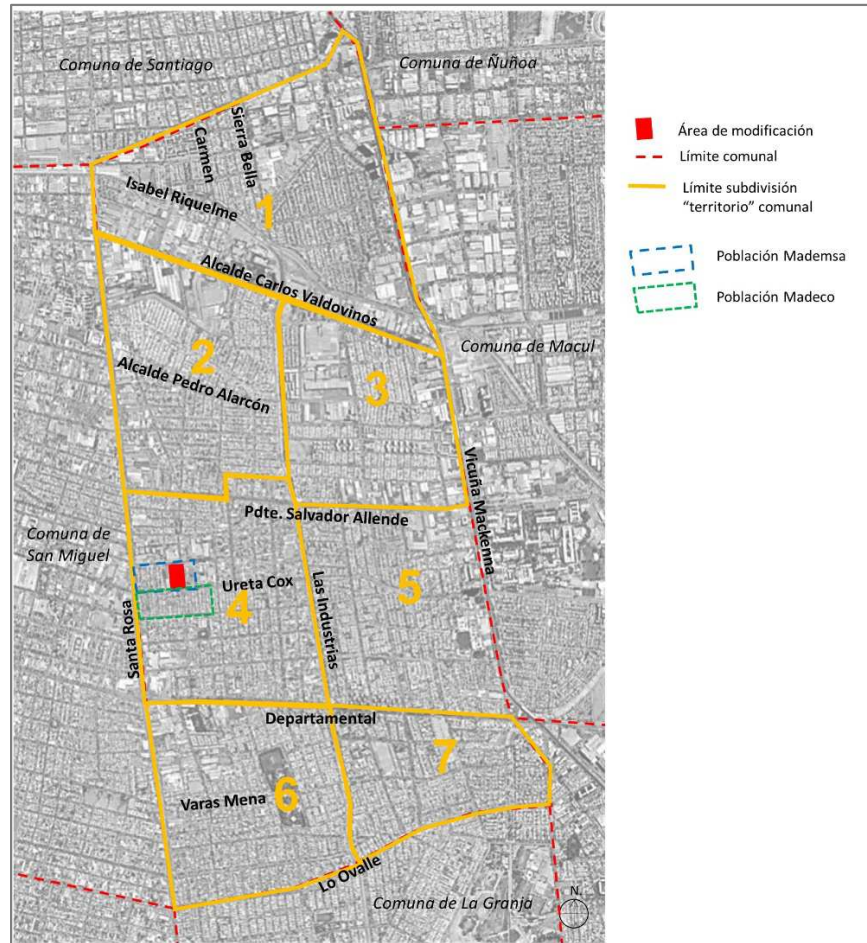 Comuna de Santiago
Comuna de Ñuñoa
Carmen
Sierra Bella
Isabel Riquelme
1
Alcalde Carlos Valdovinos
2
Alcalde Pedro Alarcón
3
Comuna de Macul
Vicuña Mackenna
Pdte. Salvador Allende
Comuna de
San Miguel
Ureta Cox
4
Las Industrias
5
Santa Rosa
Departamental
7
Varas Mena
6
Lo Ovalle
Comuna de La Granja
N
Área de modificación
Límite comunal
Límite subdivisión
"territorio" comunal
Población Mademsa
Población Madeco